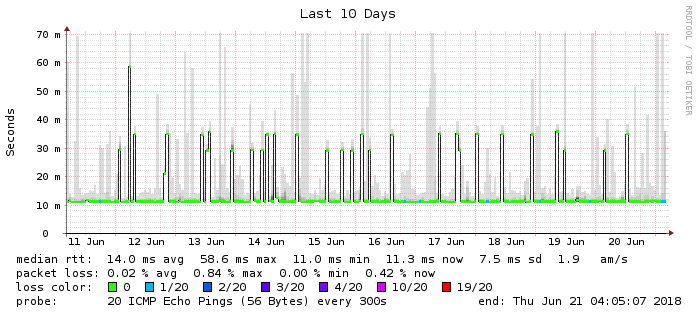 Last 10 Days
RRDTOOL / TOBI OETIKER
Seconds
70 m
60 m
50 m
40 m
30 m
20 m
10 m
0
11 Jun 12 Jun 13 Jun 14 Jun 15 Jun 16 Jun 17 Jun 18 Jun 19 Jun 20 Jun
median rtt: 14.0 ms avg 58.6 ms max 11.0 ms min 11.3 ms now 7.5 ms sd 1.9 am/s
packet loss: 0.02 % avg 0.84 % max 0.00 % min 0.42 % now
loss color: 0 1/20 2/20 3/20 4/20 10/20 19/20
probe: 20 ICMP Echo Pings (56 Bytes) every 300s end: Thu Jun 21 04:05:07 2018